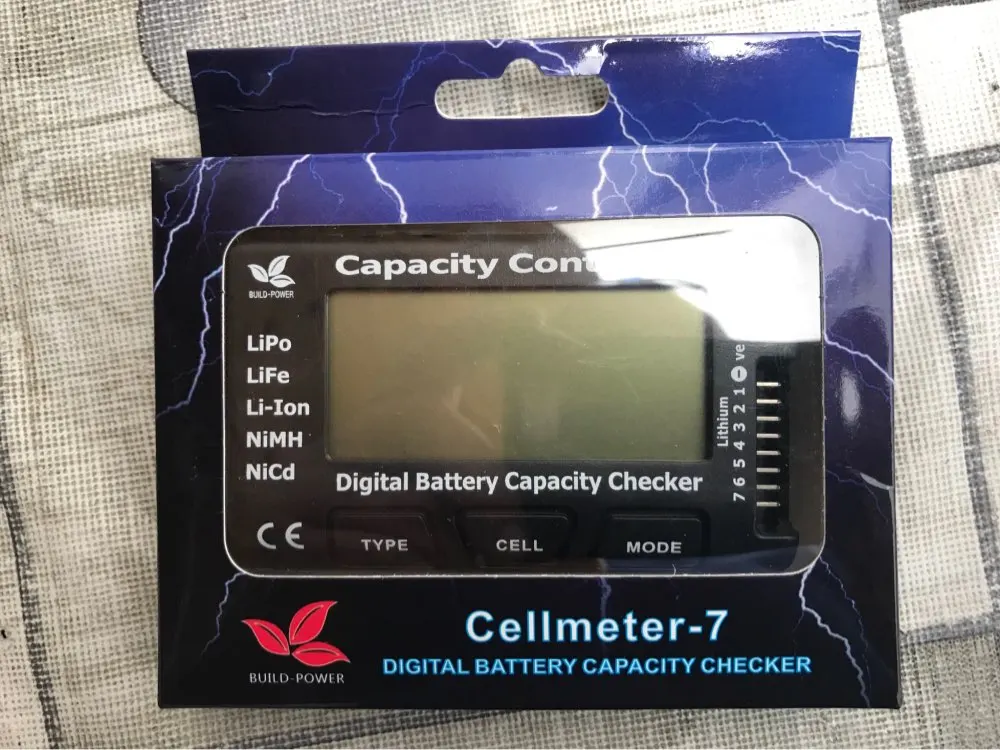 Capacity Cont
BUILD-POWER
LiPo
LiFe
Li-Ion
NiMH
NiCd
Lithium
7 6 5 4 3 2 1 ve
Digital Battery Capacity Checker
CE
TYPE
CELL
MODE
BUILD-POWER
Cellmeter-7
DIGITAL BATTERY CAPACITY CHECKER